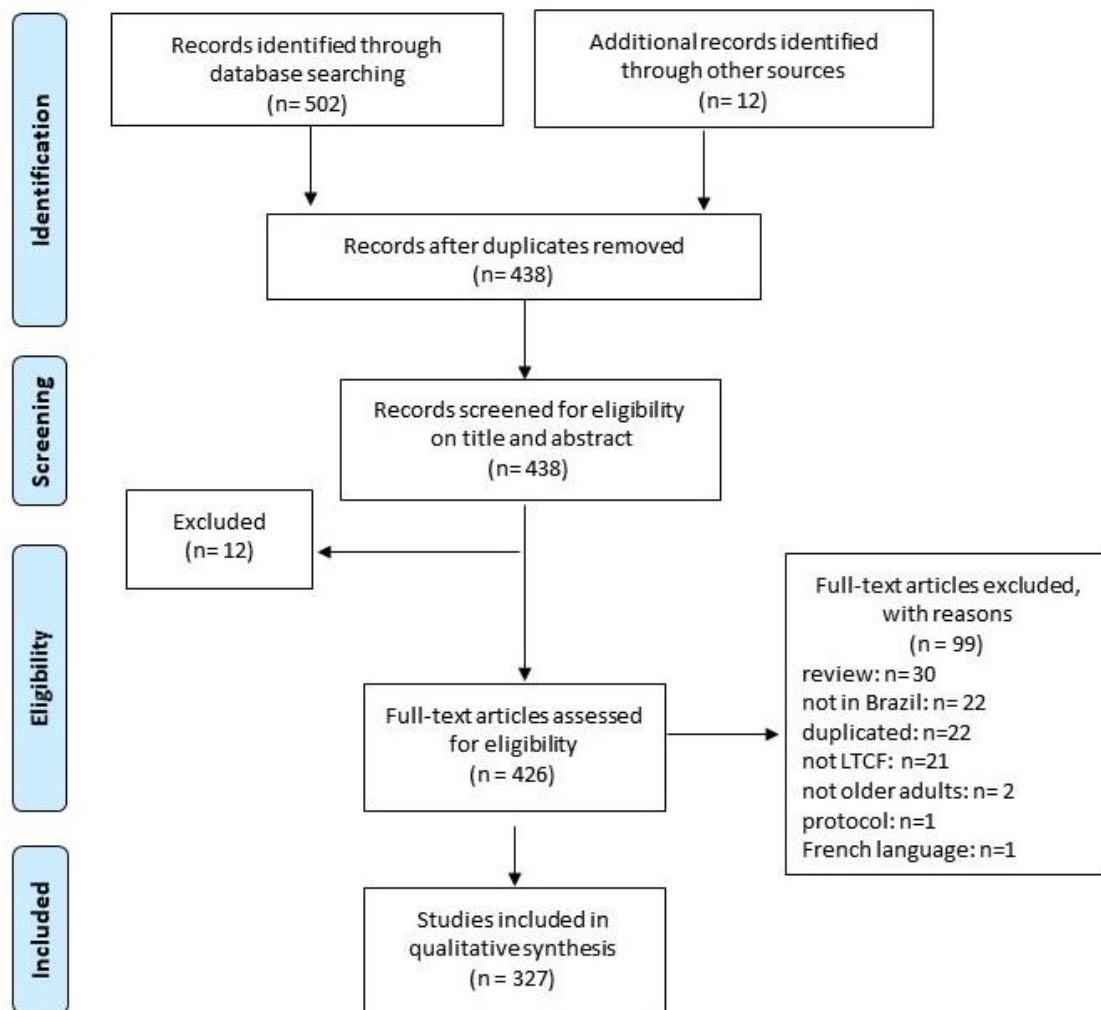 Identification
Records identified through
database searching
(n= 502)
Additional records identified
through other sources
(n= 12)
Records after duplicates removed
(n= 438)
Screening
Records screened for eligibility
on title and abstract
(n= 438)
Excluded
(n= 12)
Eligibility
Full-text articles assessed
for eligibility
(n = 426)
Full-text articles excluded,
with reasons
(n = 99)
review: n= 30
not in Brazil: n= 22
duplicated: n=22
not LTCF: n=21
not older adults: n= 2
protocol: n=1
French language: n=1
Included
Studies included in
qualitative synthesis
(n = 327)